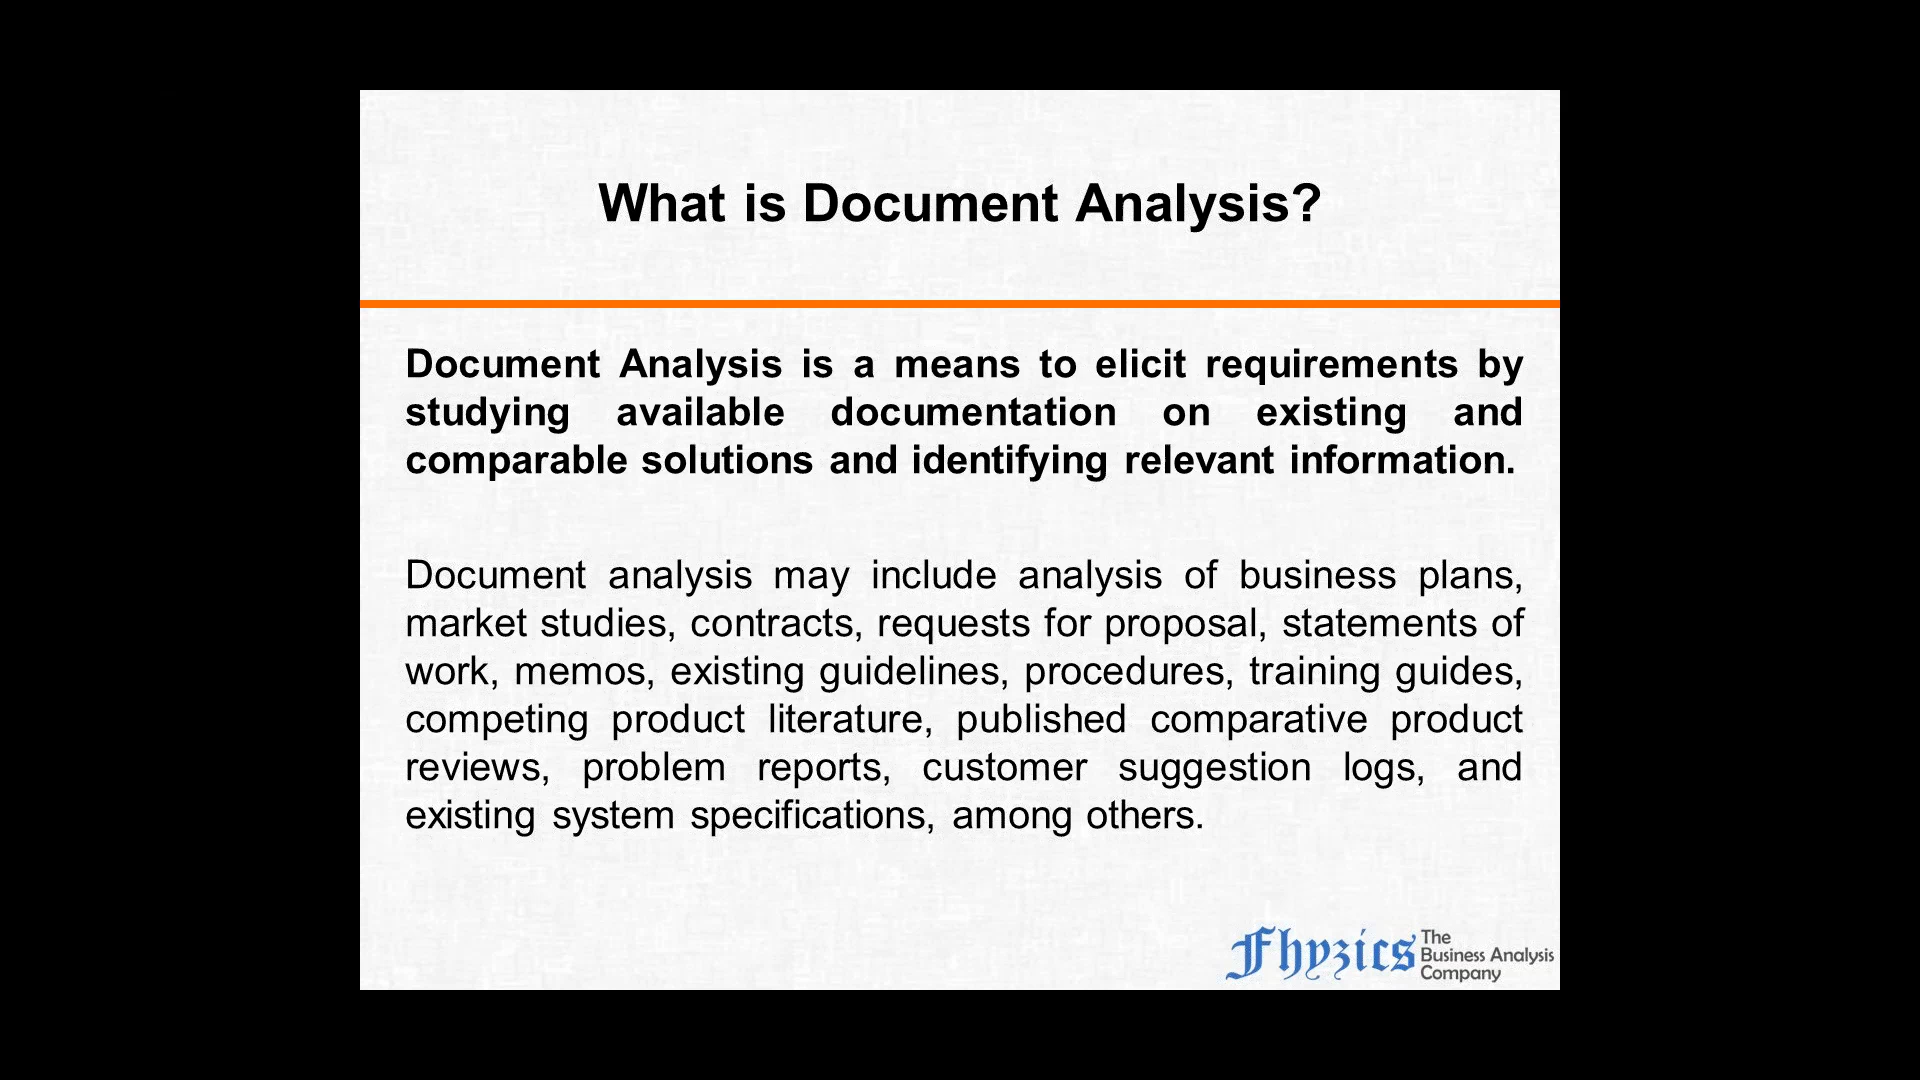 What is Document Analysis?
Document Analysis is a means to elicit requirements by
studying available documentation on existing and
comparable solutions and identifying relevant information.
Document analysis may include analysis of business plans,
market studies, contracts, requests for proposal, statements of
work, memos, existing guidelines, procedures, training guides,
competing product literature, published comparative product
reviews, problem reports, customer suggestion logs, and
existing system specifications, among others.
Fhyzics
The
Business Analysis
Company